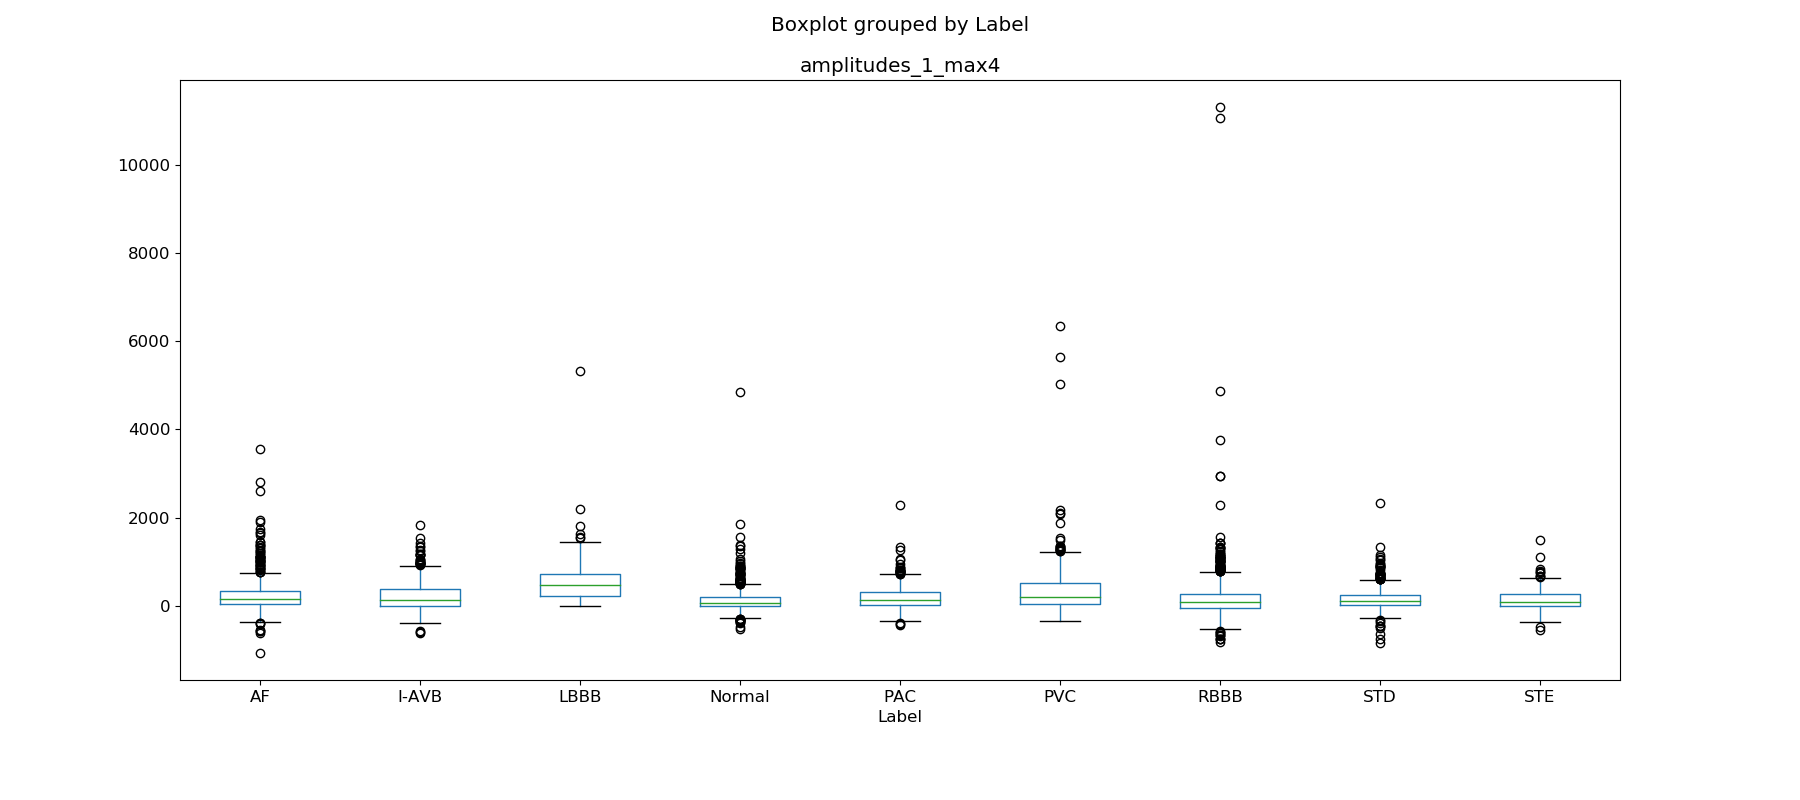 Boxplot grouped by Label
amplitudes_1_max4
10000
8000
6000
4000
2000
0
AF I-AVB LBBB Normal PAC PVC RBBB STD STE
Label